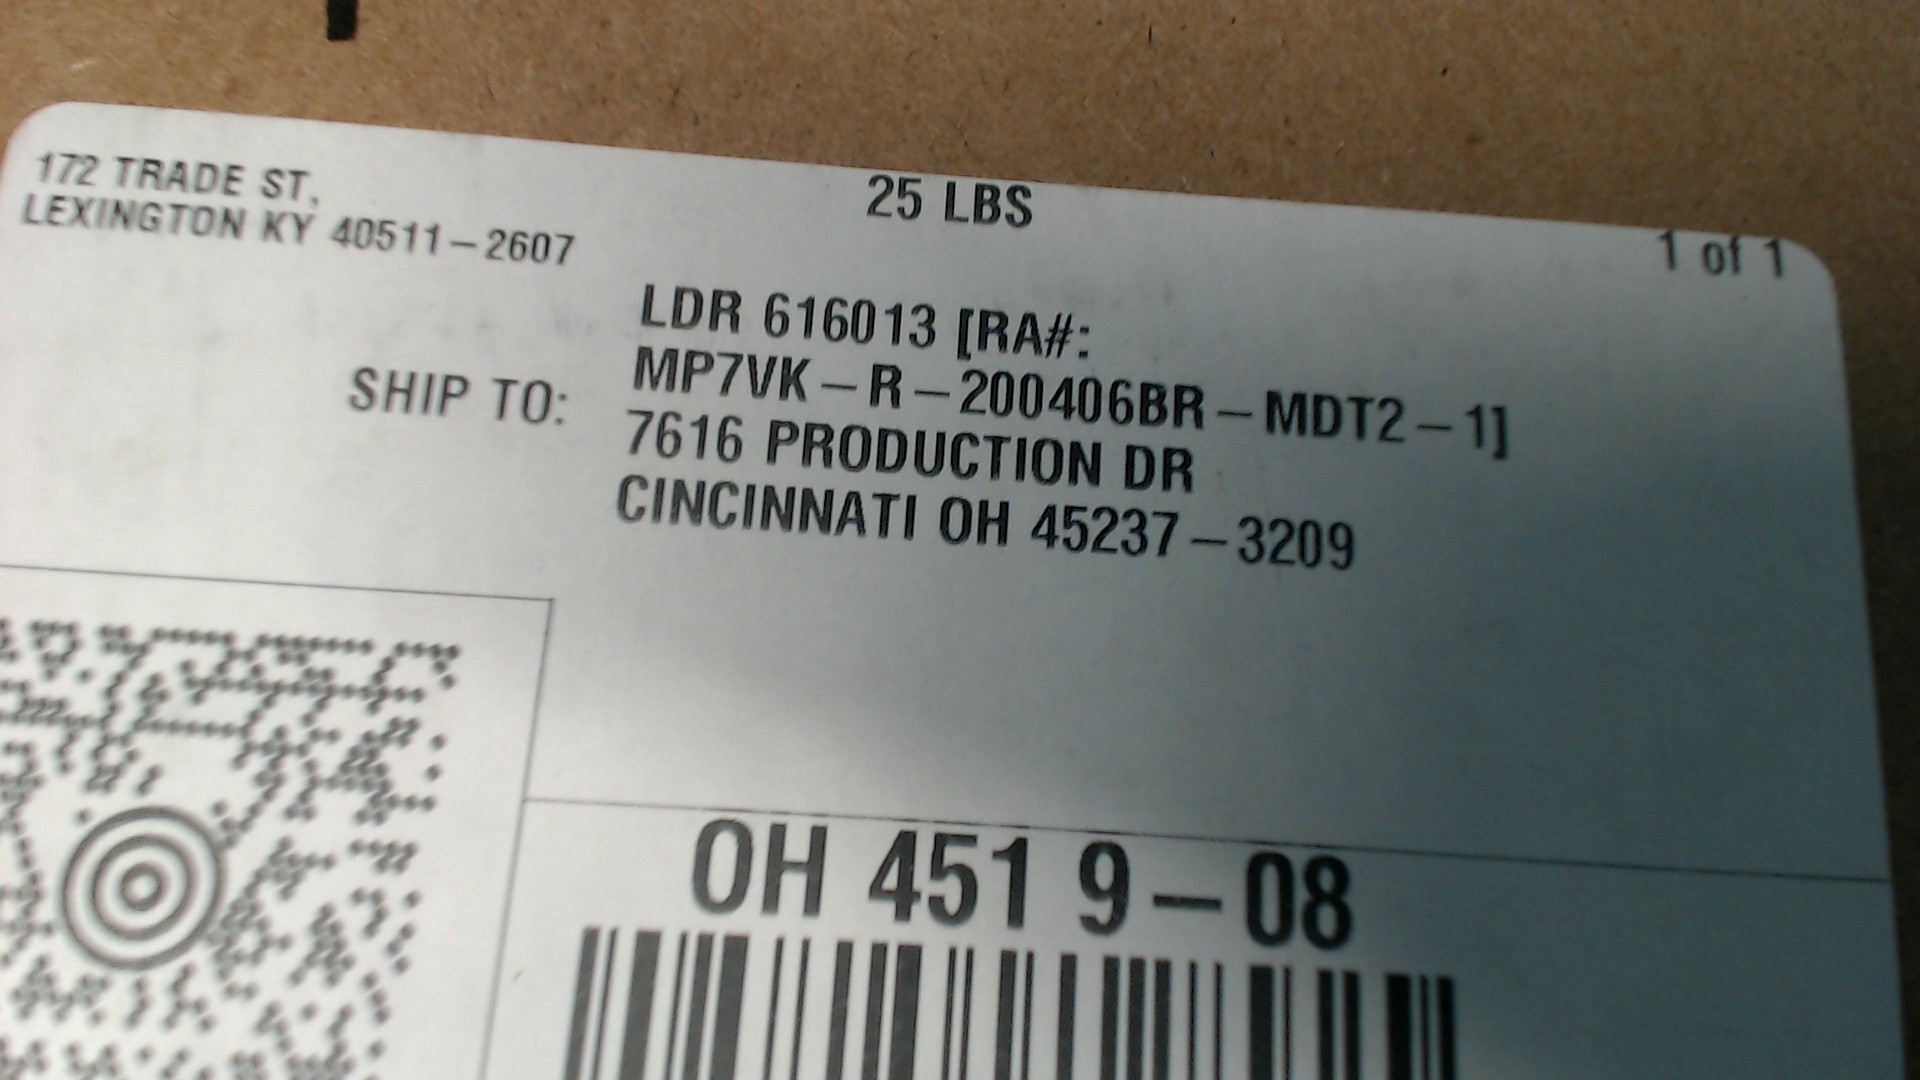 172 TRADE ST,
LEXINGTON KY 40511-2607
25 LBS
1 of 1
SHIP TO:
LDR 616013 [RA#:
MP7VK-R-200406BR-MDT2-1]
7616 PRODUCTION DR
CINCINNATI OH 45237-3209
OH 451 9-08